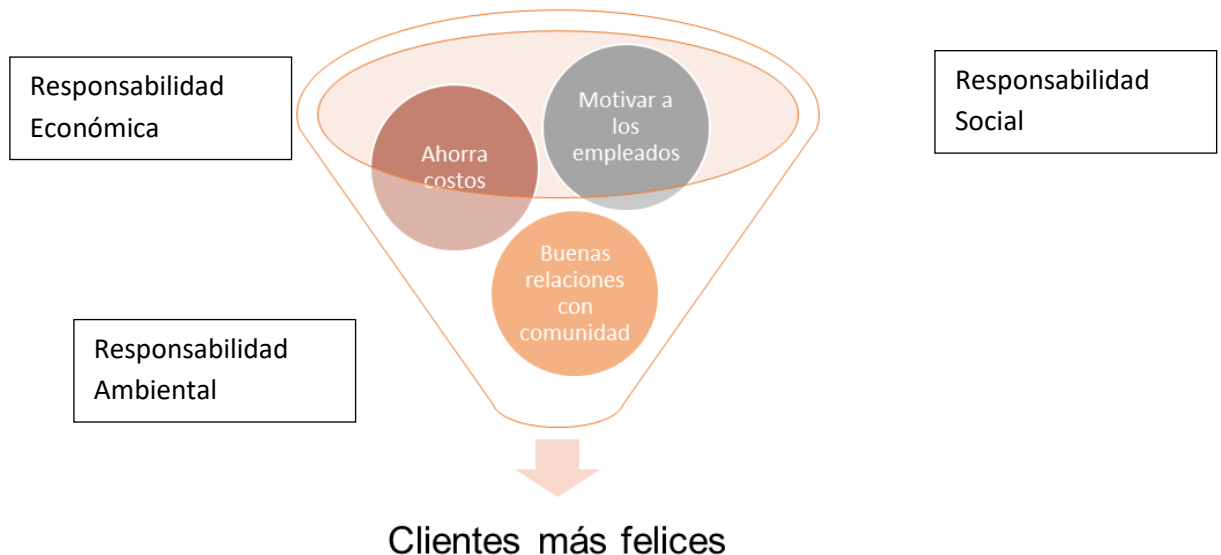 Responsabilidad
Económica
Ahorra
costos
Motivar a
los
empleados
Responsabilidad
Social
Buenas
relaciones
con
comunidad
Responsabilidad
Ambiental
Clientes más felices